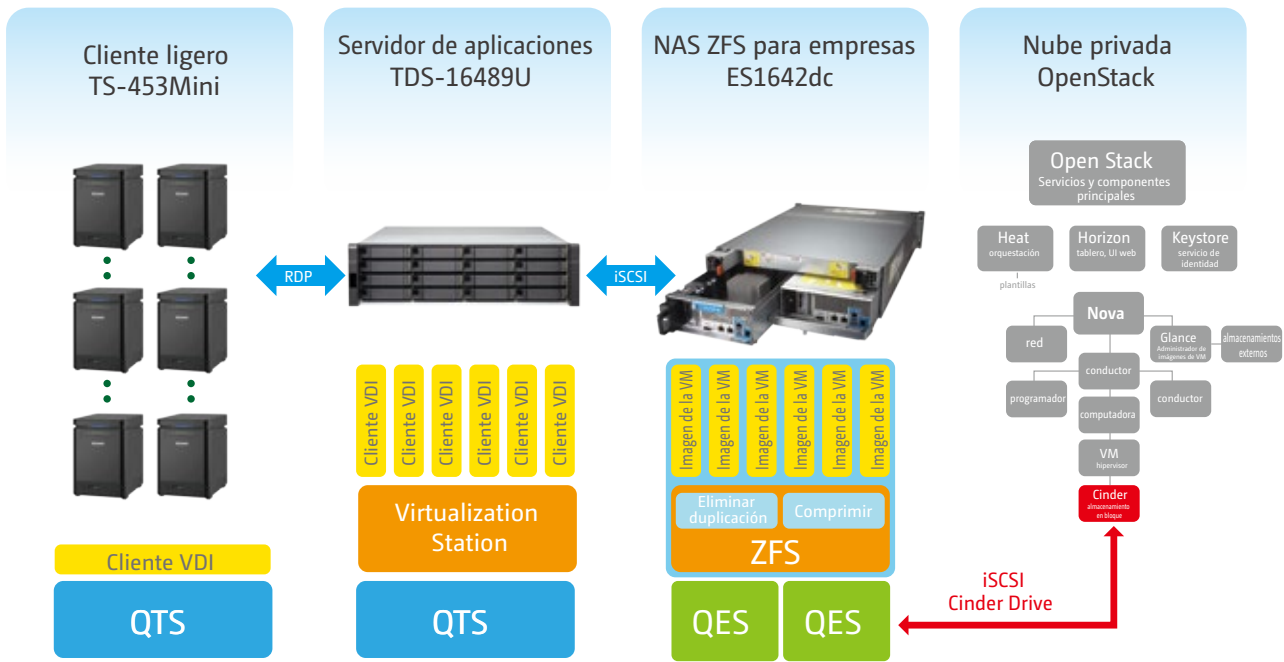 Cliente ligero
TS-453Mini
RDP
Cliente VDI
QTS
Servidor de aplicaciones
TDS-16489U
iSCSI
Cliente VDI
Cliente VDI
Cliente VDI
Cliente VDI
Cliente VDI
Cliente VDI
Virtualization
Station
QTS
NAS ZFS para empresas
ES1642dc
Imagen de la VM
Imagen de la VM
Imagen de la VM
Imagen de la VM
Imagen de la VM
Imagen de la VM
Eliminar
duplicación
Comprimir
ZFS
QES
QES
Nube privada
OpenStack
Open Stack
Servicios y componentes
principales
Heat
orquestación
plantillas
Horizon
tablero, UI web
Keystore
servicio de
identidad
Nova
red
Glance
Administrador de
imágenes de VM
almacenamientos
externos
conductor
programador
conductor
computadora
VM
hipervisor
Cinder
almacenamiento
en bloque
iSCSI
Cinder Drive